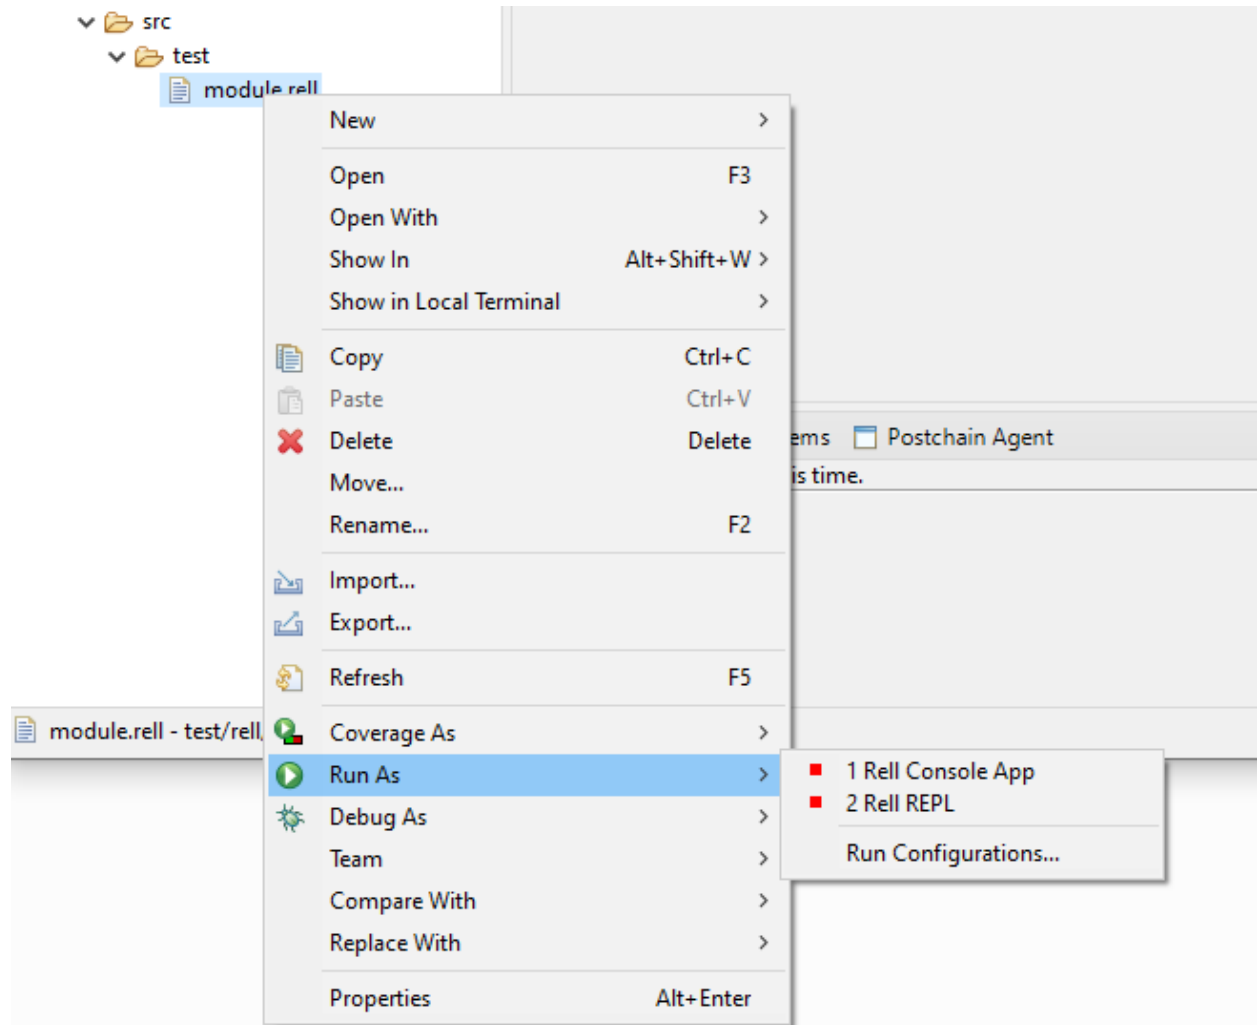 src
test
module.rell
New
Open F3
Open With
Show In Alt+Shift+W
Show in Local Terminal
Copy Ctrl+C
Paste Ctrl+V
Delete Delete
ems Postchain Agent
Move...
is time.
Rename... F2
Import...
Export...
Refresh F5
module.rell - test/rell
Coverage As
Run As
1 Rell Console App
2 Rell REPL
Debug As
Team
Run Configurations...
Compare With
Replace With
Properties Alt+Enter